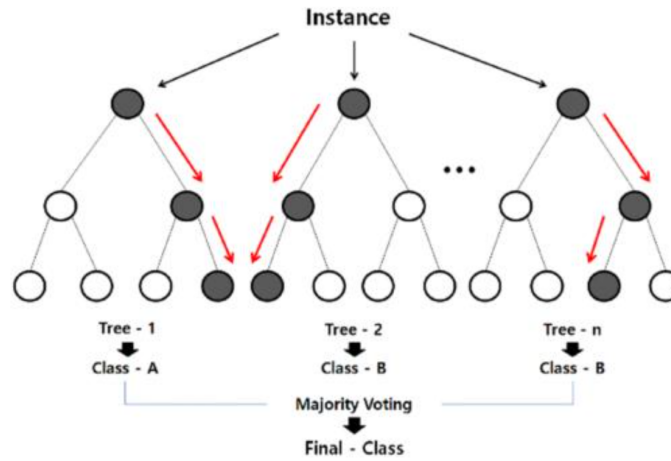 Instance
...
Tree - 1 Tree - 2 Tree - n
Class - A Class - B Class - B
Majority Voting
Final - Class